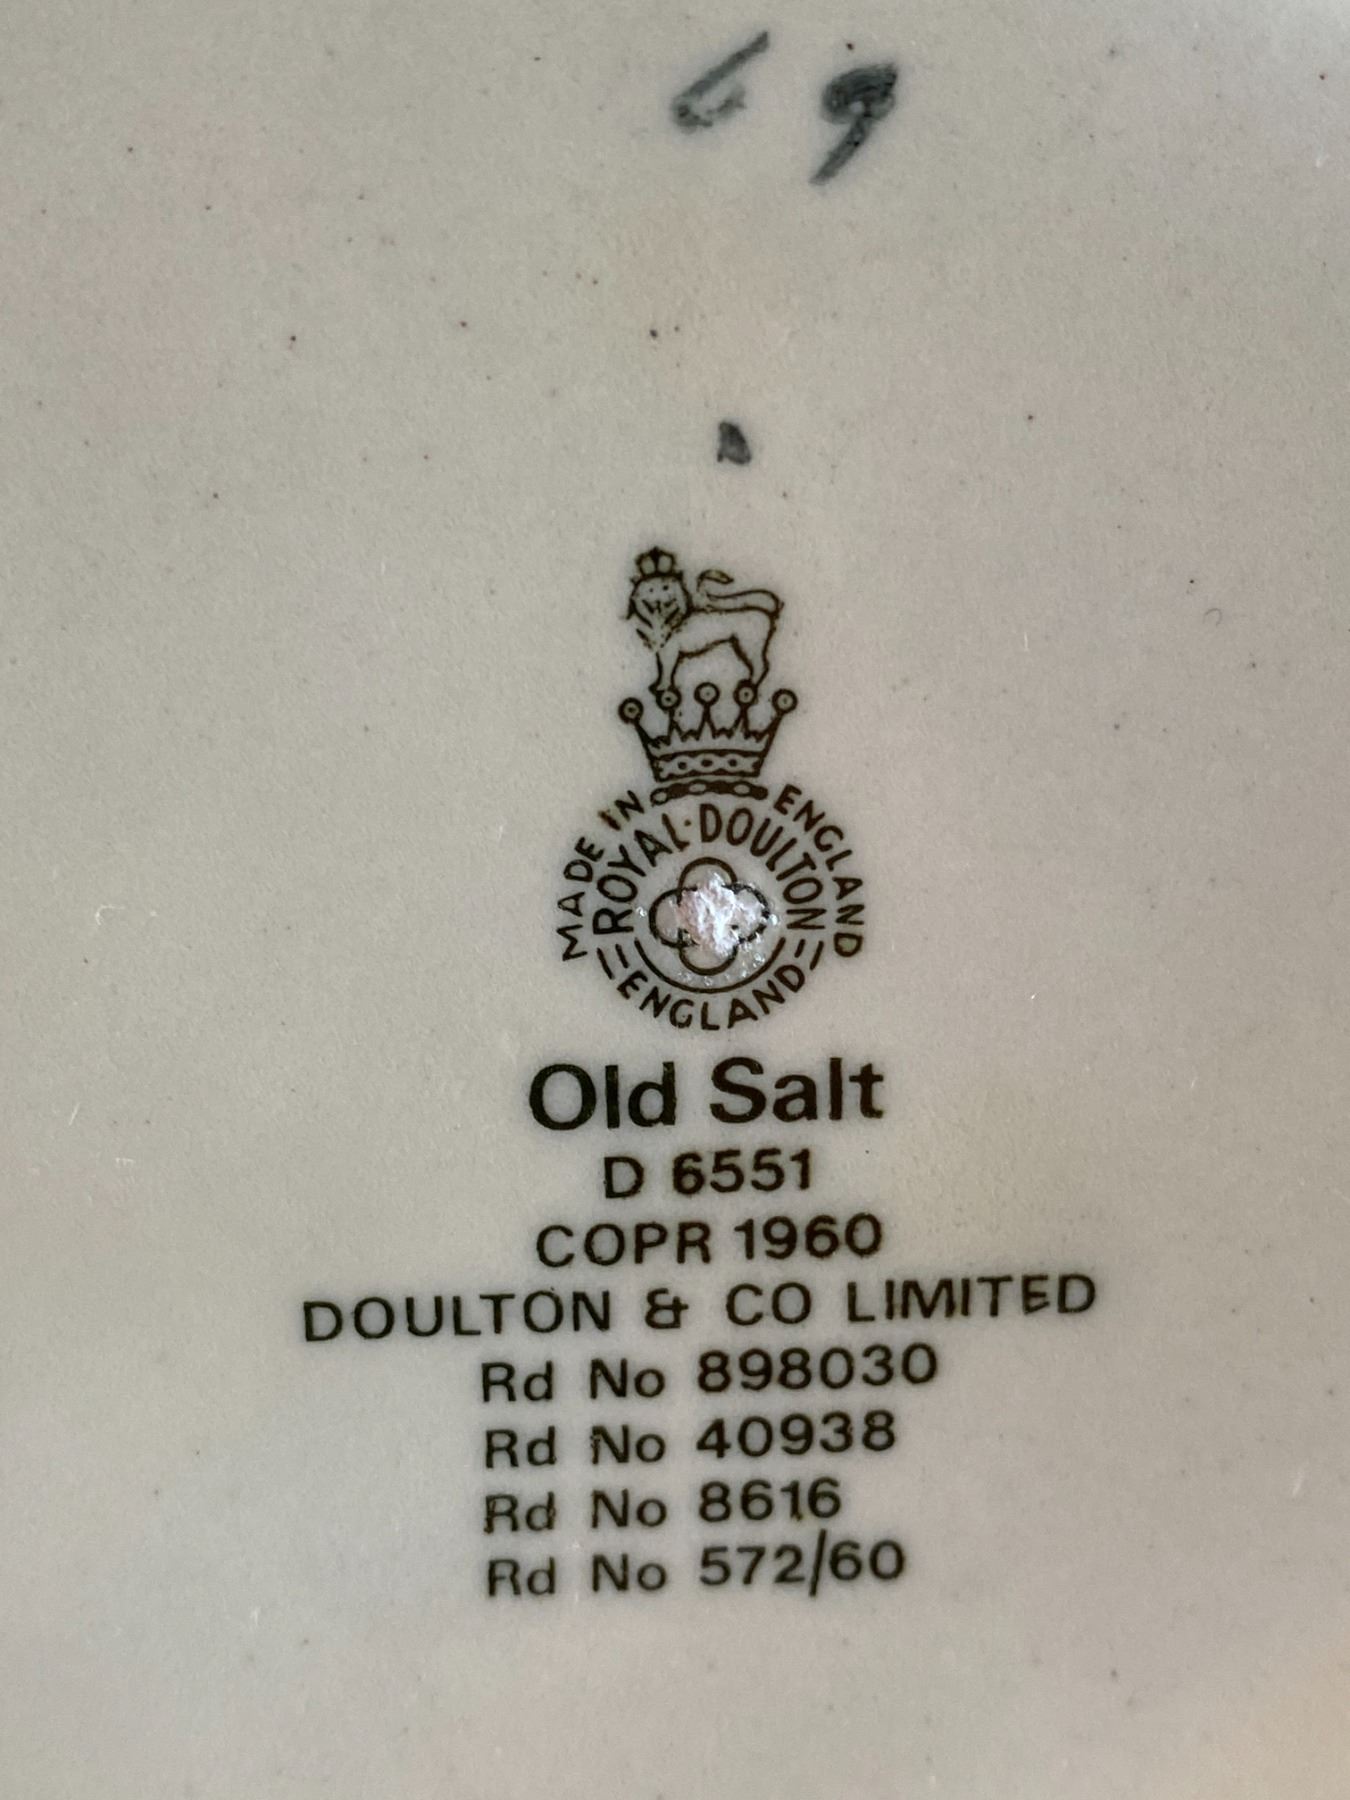 69
MADE IN ENGLAND
ROYAL·DOULTON
ENGLAND
Old Salt
D 6551
COPR 1960
DOULTON & CO LIMITED
Rd No 898030
Rd No 40938
Rd No 8616
Rd No 572/60